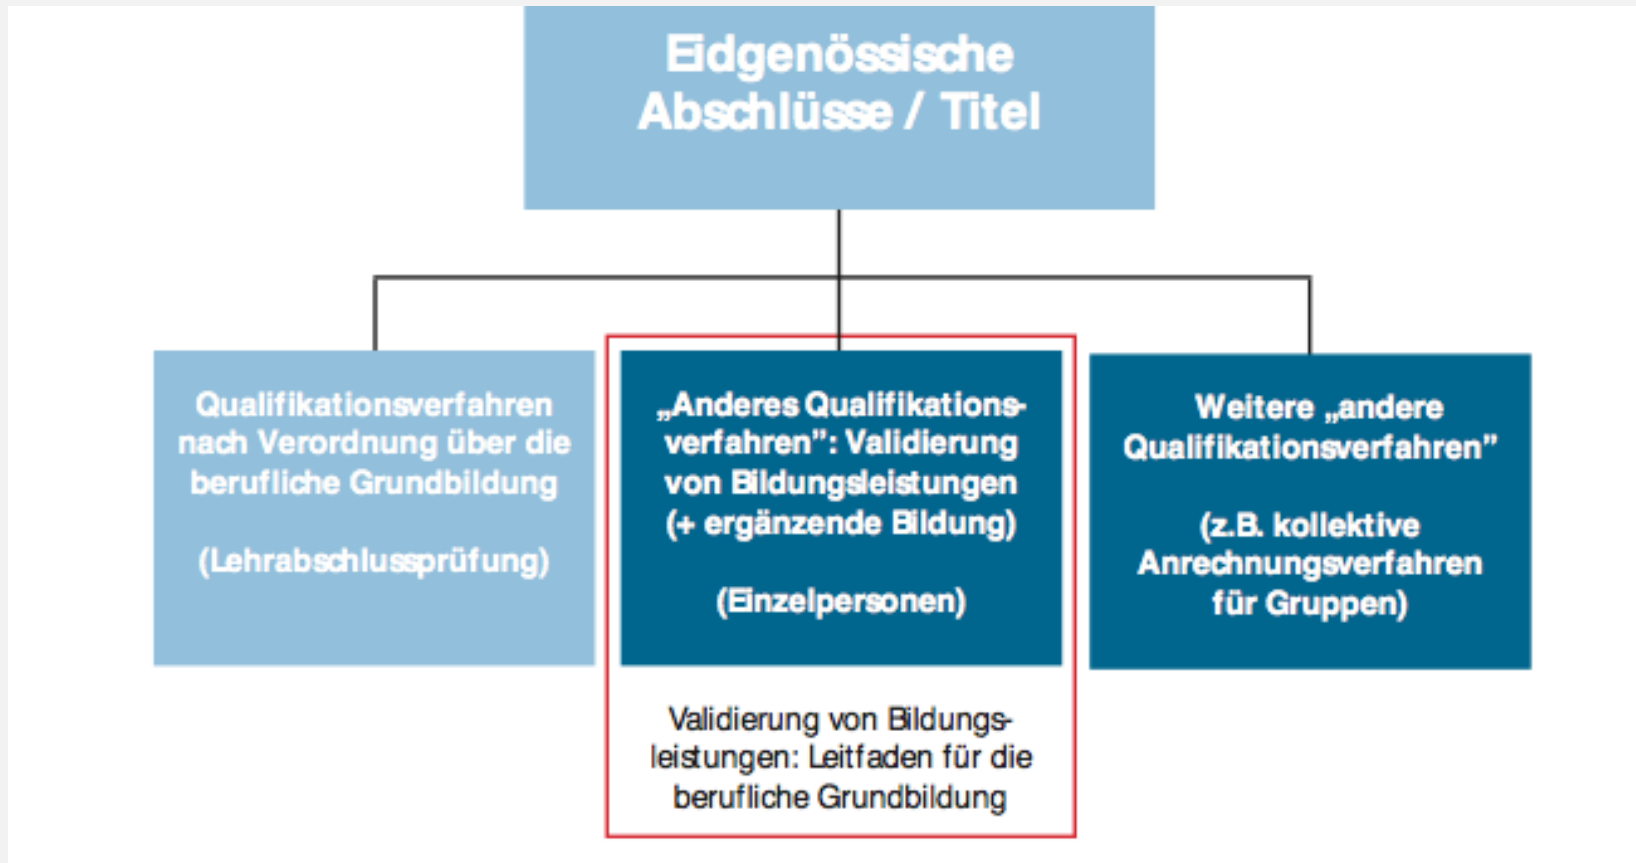 Eidgenössische
Abschlüsse / Titel
Qualifikationsverfahren
nach Verordnung über die
berufliche Grundbildung
(Lehrabschlussprüfung)
„Anderes Qualifikations-
verfahren”: Validierung
von Bildungsleistungen
(+ ergänzende Bildung)
(Einzelpersonen)
Validierung von Bildungs-
leistungen: Leitfaden für die
berufliche Grundbildung
Weitere „andere
Qualifikationsverfahren”
(z.B. kollektive
Anrechnungsverfahren
für Gruppen)